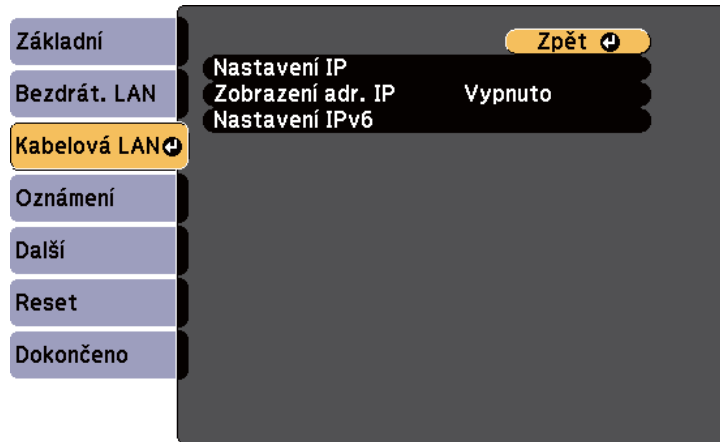 Základní
Bezdrát. LAN
Kabelová LAN
Oznámení
Další
Reset
Dokončeno
Zpět
Nastavení IP
Zobrazení adr. IP Vypnuto
Nastavení IPv6